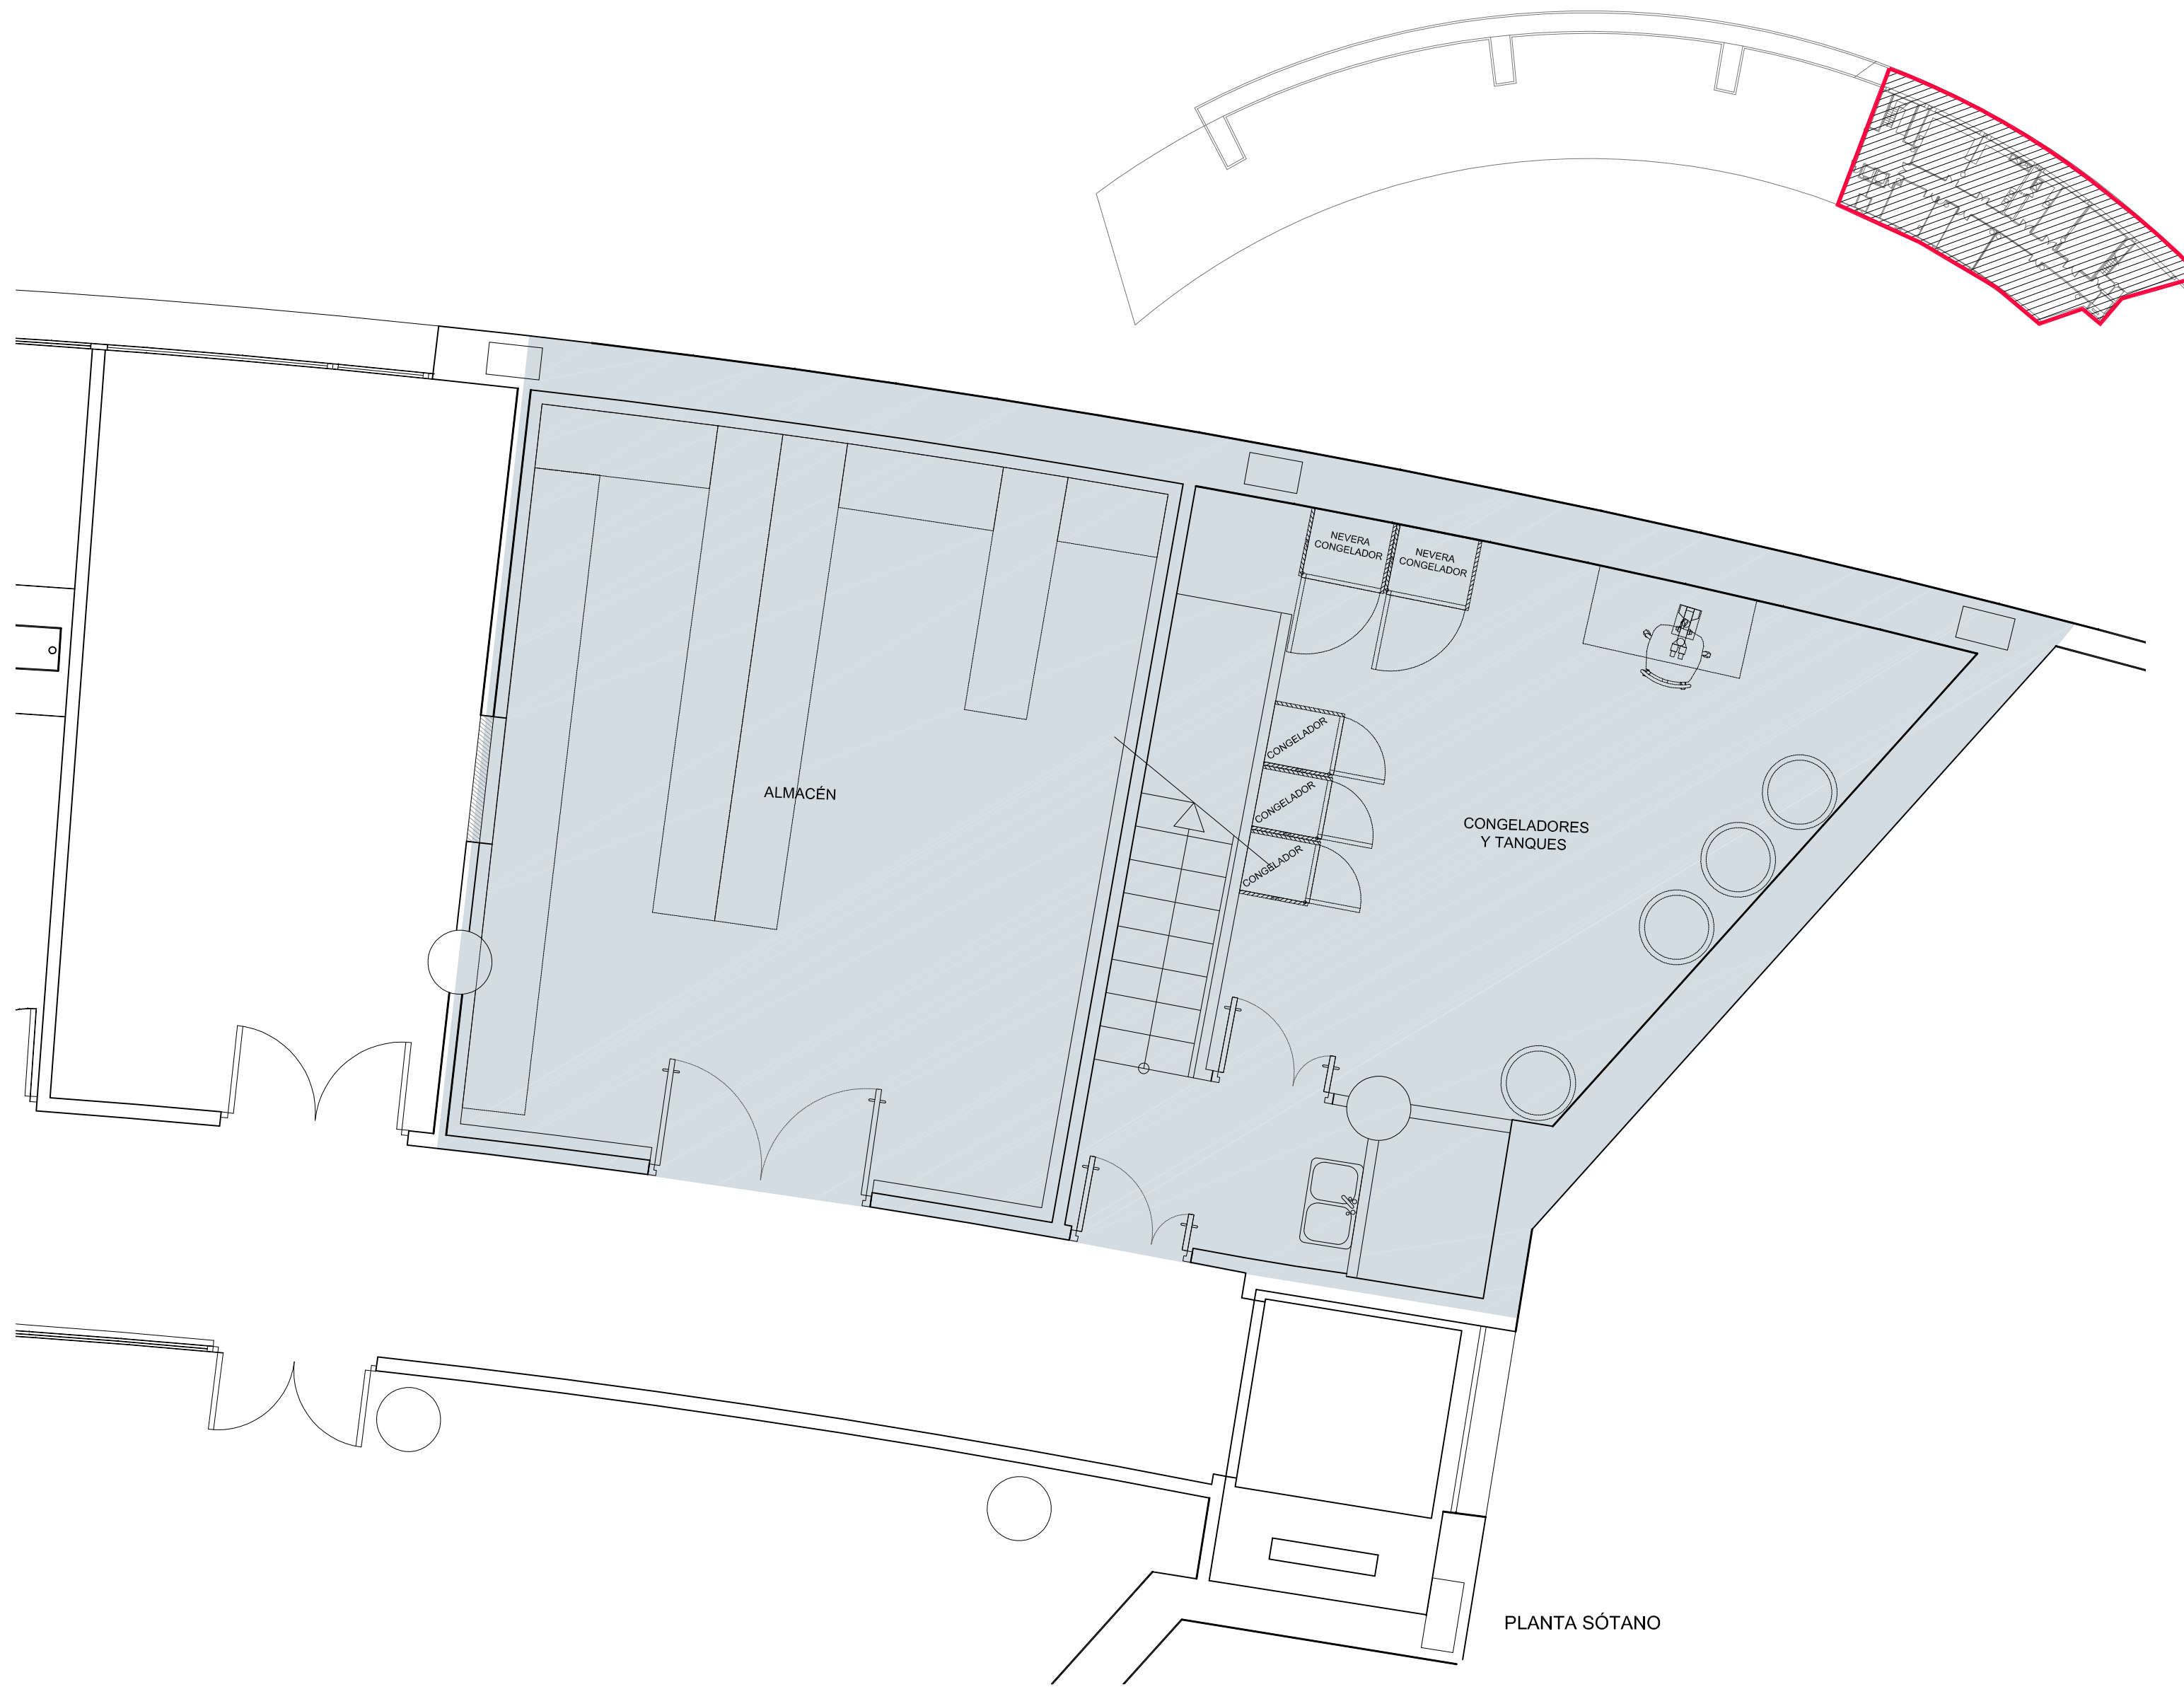 NEVERA
CONGELADOR
NEVERA
CONGELADOR
CONGELADOR
CONGELADOR
CONGELADOR
ALMACÉN
CONGELADORES
Y TANQUES
PLANTA SÓTANO